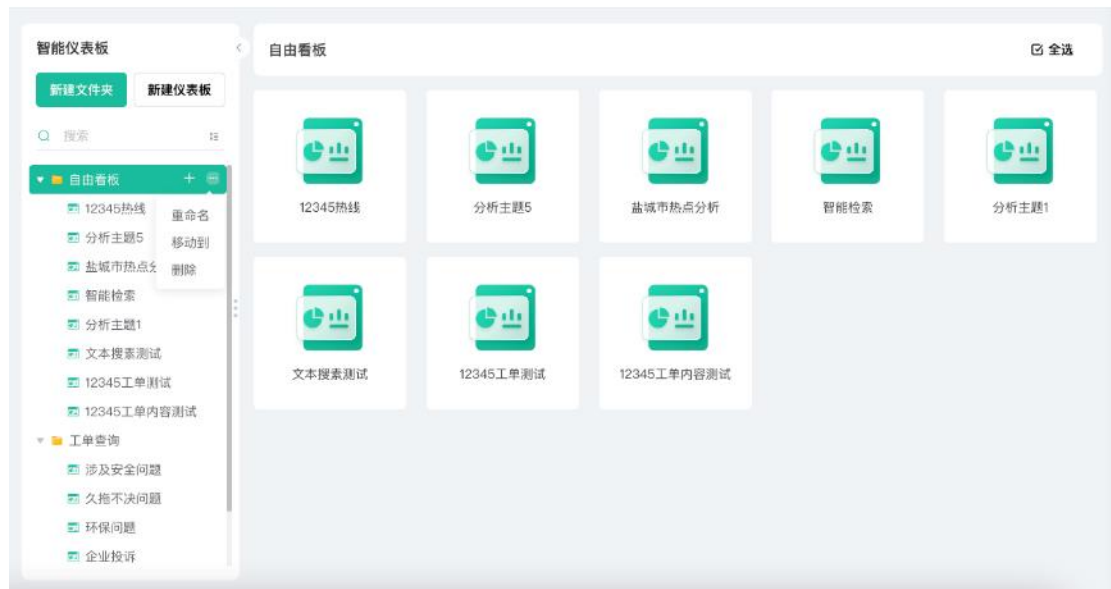 智能仪表板
新建文件夹 新建仪表板
搜索
自由看板
12345热线
分析主题5
盐城市热点分
智能检索
分析主题1
文本搜素测试
12345工单测试
12345工单内容测试
工单查询
涉及安全问题
久拖不决问题
环保问题
企业投诉
重命名
移动到
删除
自由看板 全选
12345热线 分析主题5 盐城市热点分析 智能检索 分析主题1
文本搜素测试 12345工单测试 12345工单内容测试